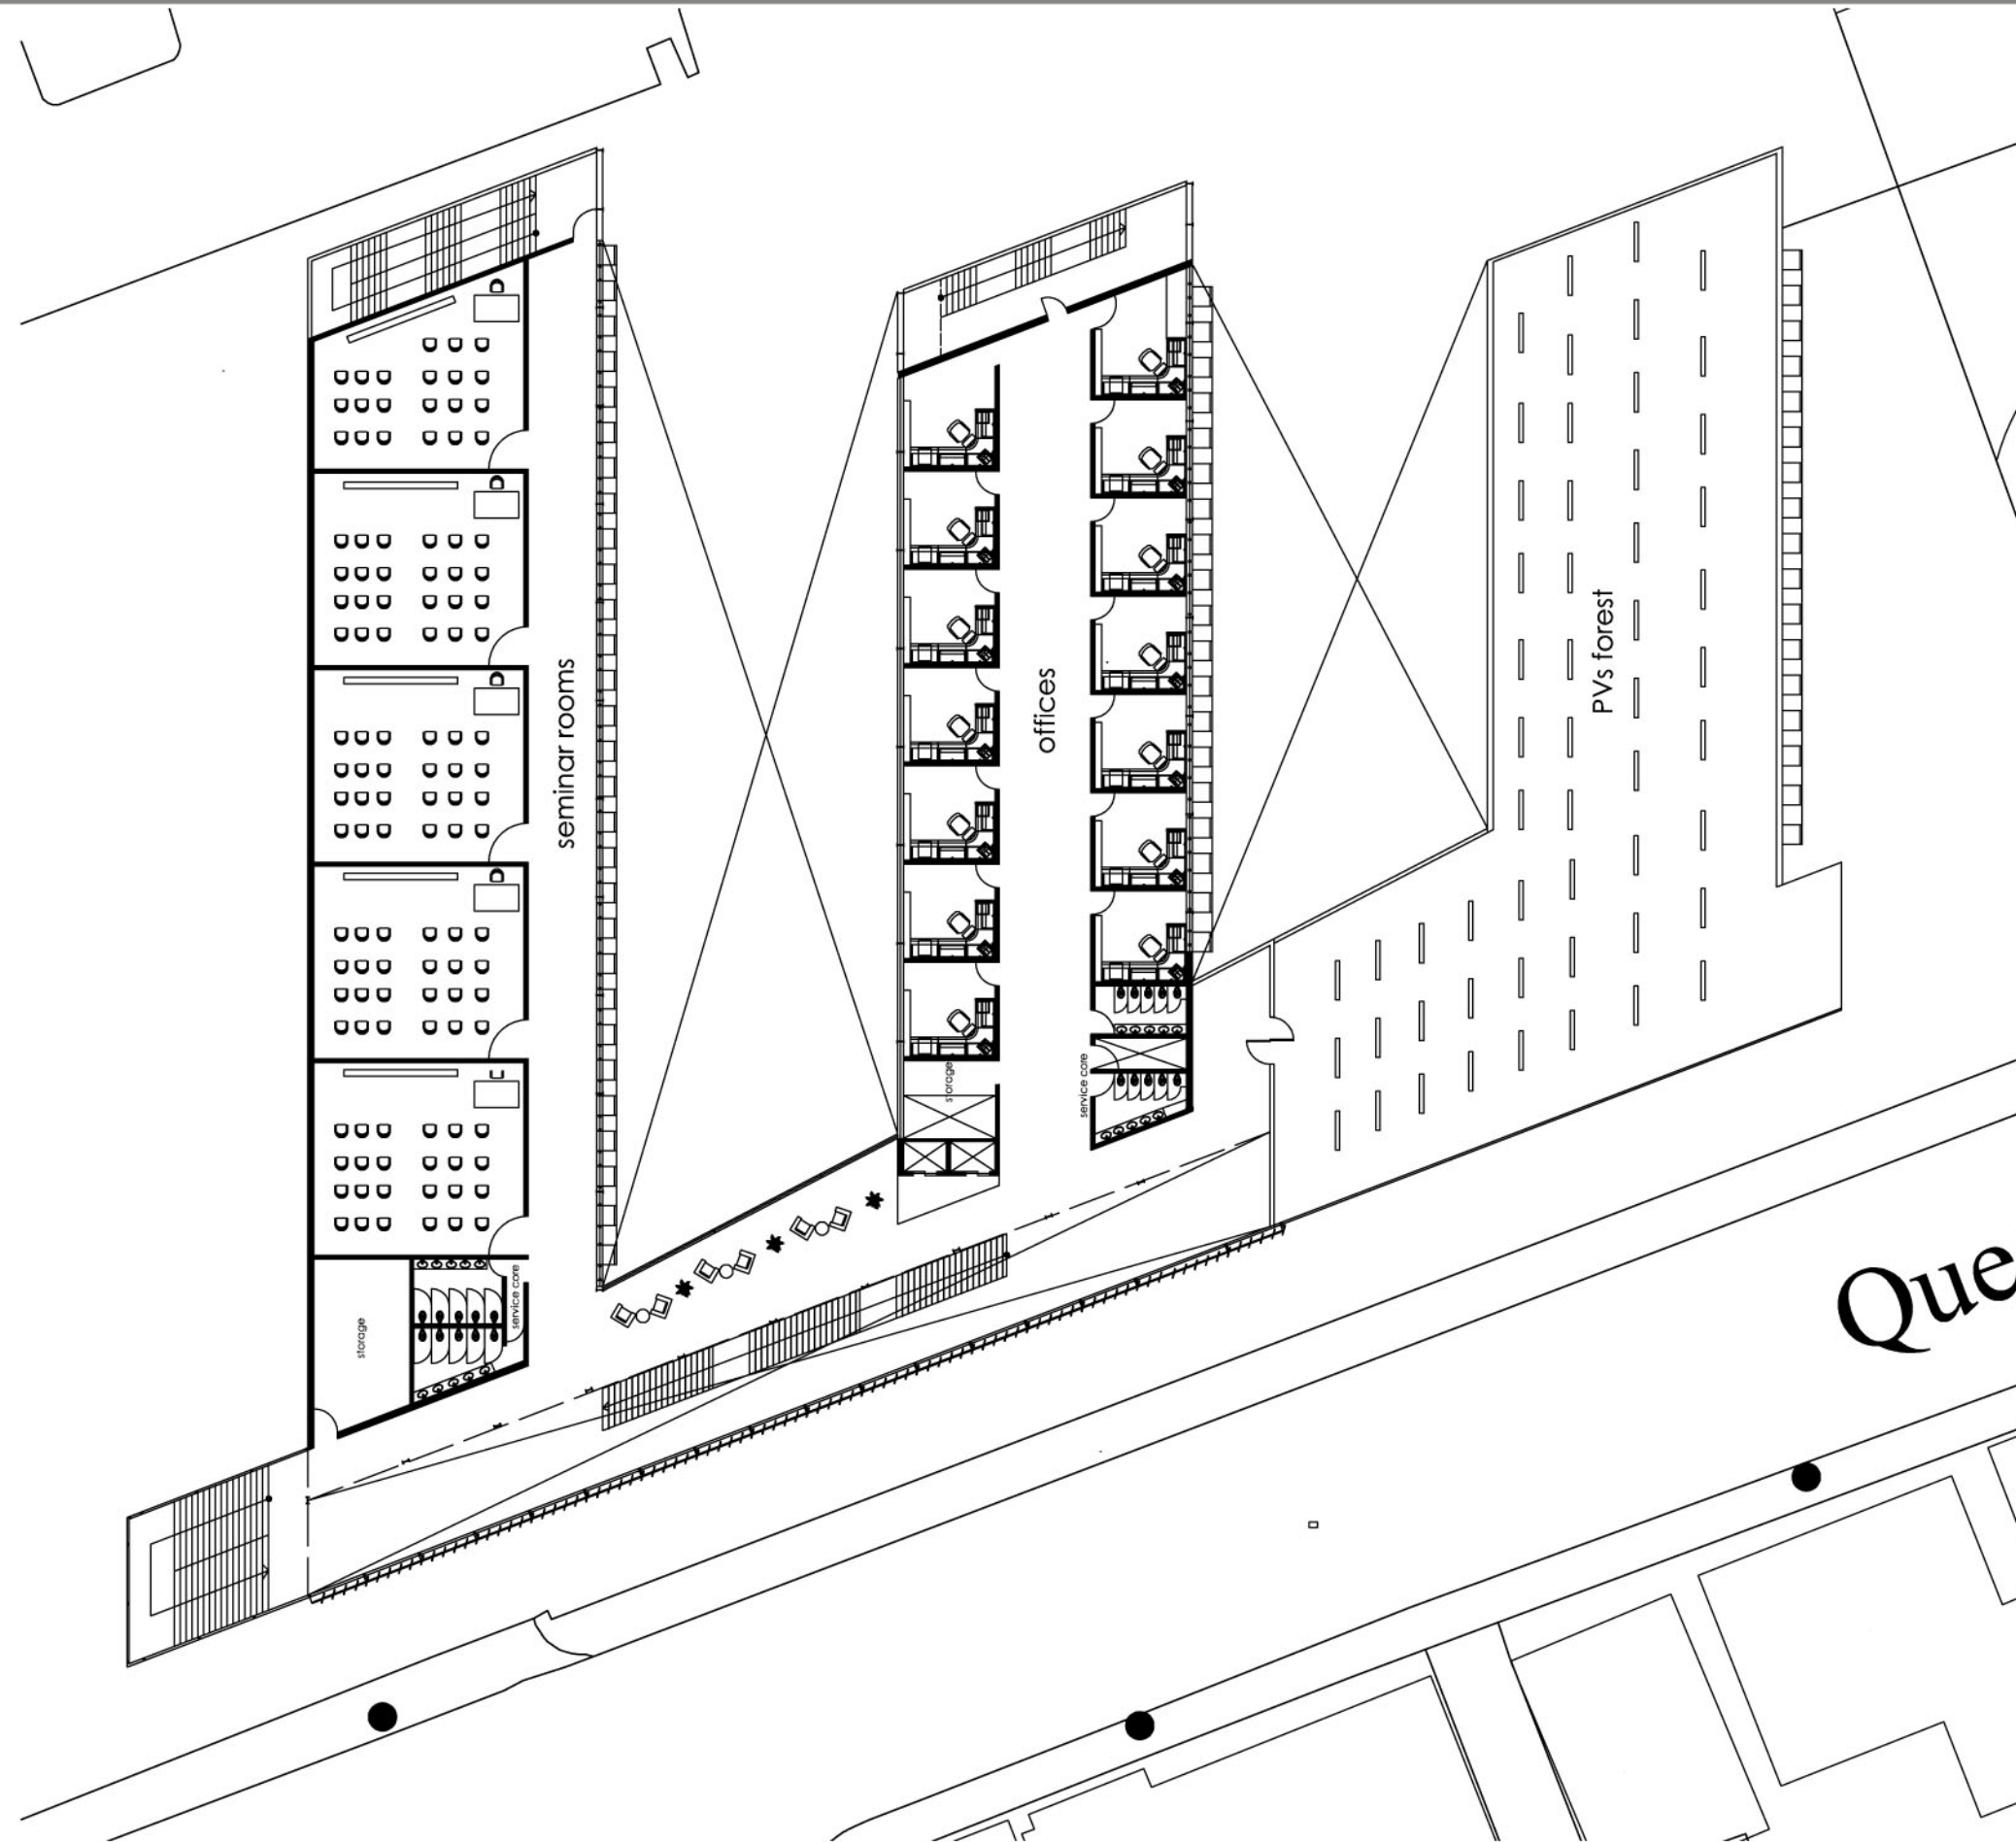 seminar rooms
offices
PVs forest
storage
service core
storage
service core
Que